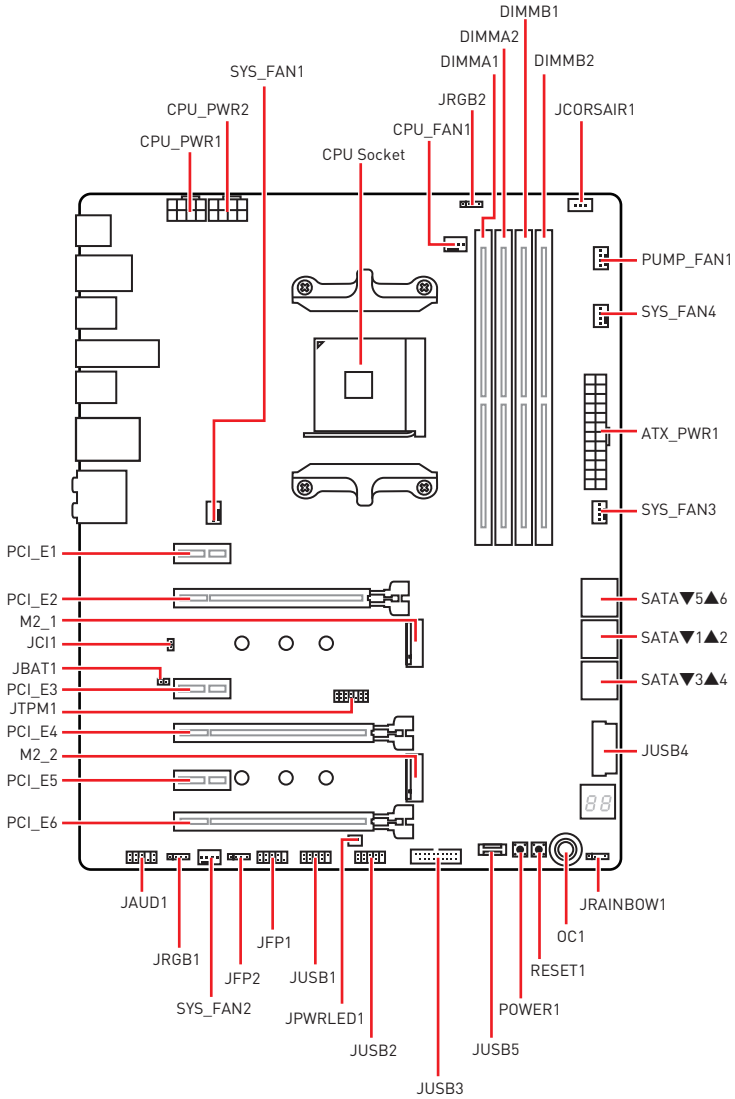 DIMMB1
DIMMA2
DIMMA1
DIMMB2
SYS_FAN1
JRGB2
JCORSAIR1
CPU_PWR2
CPU_FAN1
CPU_PWR1
CPU Socket
PUMP_FAN1
SYS_FAN4
ATX_PWR1
SYS_FAN3
PCI_E1
PCI_E2
SATA▼5▲6
M2_1
JCI1
SATA▼1▲2
JBAT1
PCI_E3
SATA▼3▲4
JTPM1
PCI_E4
M2_2
JUSB4
PCI_E5
88
PCI_E6
JAUD1
JRAINBOW1
JRGB1
JFP1
OC1
JFP2
JUSB1
RESET1
SYS_FAN2
JPWRLED1
POWER1
JUSB2
JUSB5
JUSB3